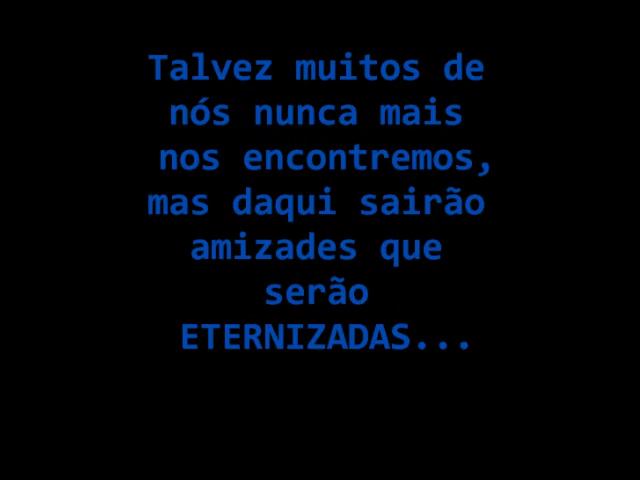 Talvez muitos de
nós nunca mais
nos encontremos,
mas daqui sairão
amizades que
serão
ETERNIZADAS...